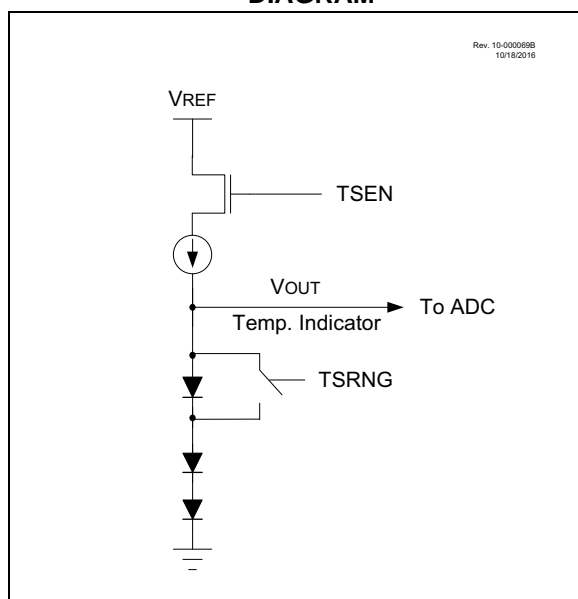 DIAGRAM
Rev. 10-000069B
10/18/2016
VREF
TSEN
VOUT
To ADC
Temp. Indicator
TSRNG